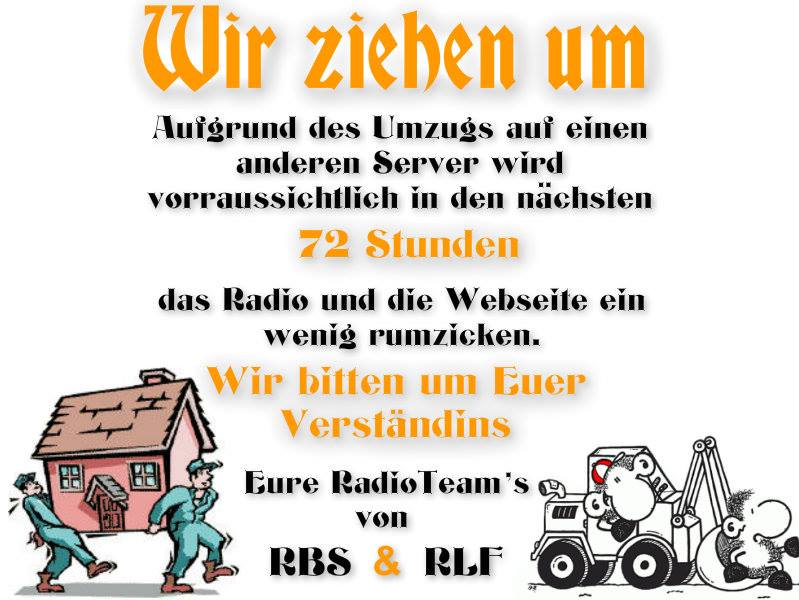 Wir ziehen um
Aufgrund des Umzugs auf einen
anderen Server wird
vorraussichtlich in den nächsten
72 Stunden
das Radio und die Webseite ein
wenig rumzicken.
Wir bitten um Euer
Verständins
Eure RadioTeam's
von
RBS & RLF